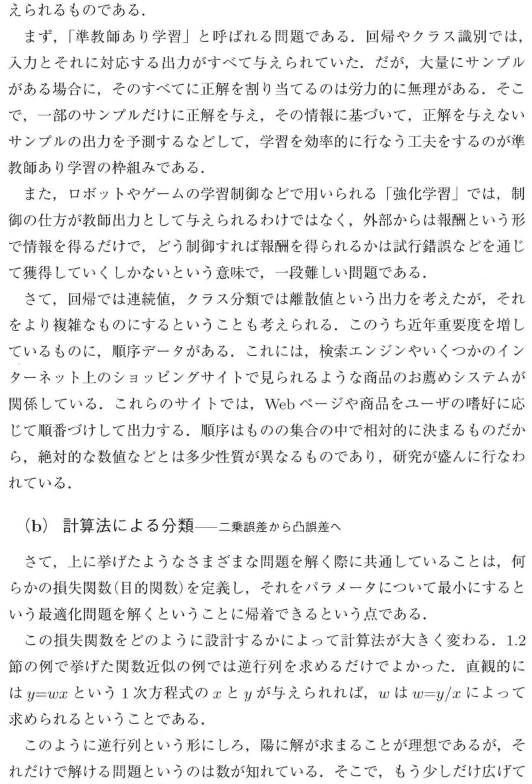 えられるものである．
まず，「準教師あり学習」と呼ばれる問題である．回帰やクラス識別では，
入力とそれに対応する出力がすべて与えられていた．だが，大量にサンプル
がある場合に，そのすべてに正解を割り当てるのは労力的に無理がある．そこ
で，一部のサンプルだけに正解を与え，その情報に基づいて，正解を与えない
サンプルの出力を予測するなどして，学習を効率的に行なう工夫をするのが準
教師あり学習の枠組みである．
また，ロボットやゲームの学習制御などで用いられる「強化学習」では，制
御の仕方が教師出力として与えられるわけではなく，外部からは報酬という形
で情報を得るだけで，どう制御すれば報酬を得られるかは試行錯誤などを通じ
て獲得していくしかないという意味で，一段難しい問題である．
さて，回帰では連続値，クラス分類では離散値という出力を考えたが，それ
をより複雑なものにするということも考えられる．このうち近年重要度を増し
ているものに，順序データがある．これには，検索エンジンやいくつかのイン
ターネット上のショッピングサイトで見られるような商品のお薦めシステムが
関係している．これらのサイトでは，Web ページや商品をユーザの嗜好に応
じて順番づけして出力する．順序はものの集合の中で相対的に決まるものだか
ら，絶対的な数値などとは多少性質が異なるものであり，研究が盛んに行なわ
れている．
（b） 計算法による分類――二乗誤差から凸誤差へ
さて，上に挙げたようなさまざまな問題を解く際に共通していることは，何
らかの損失関数（目的関数）を定義し，それをパラメータについて最小にすると
いう最適化問題を解くということに帰着できるという点である．
この損失関数をどのように設計するかによって計算法が大きく変わる．1.2
節の例で挙げた関数近似の例では逆行列を求めるだけでよかった．直観的に
は y=wx という 1 次方程式の x と y が与えられれば，w は w=y/x によって
求められるということである．
このように逆行列という形にしろ，陽に解が求まることが理想であるが，そ
れだけで解ける問題というのは数が知れている．そこで，もう少しだけ広げて